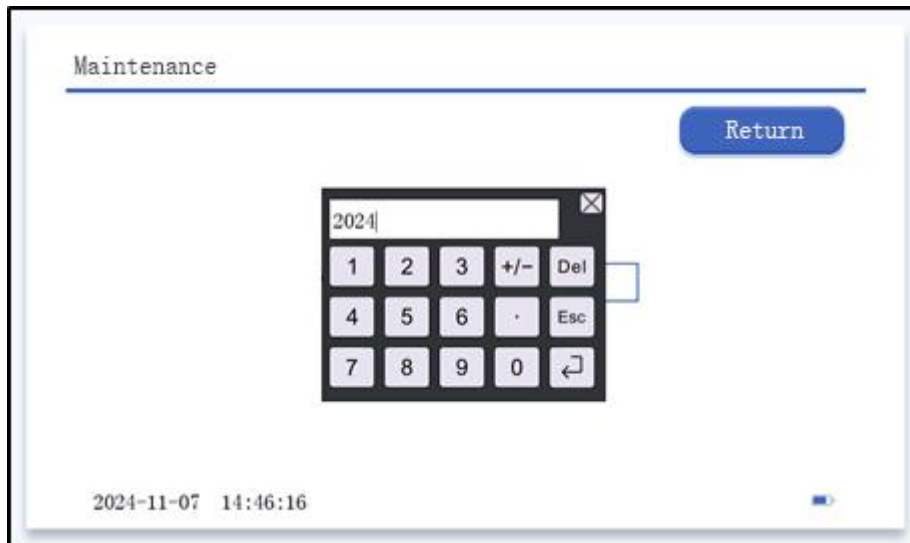 Maintenance
Return
2024
1 2 3 +/- Del
4 5 6 . Esc
7 8 9 0
2024-11-07 14:46:16